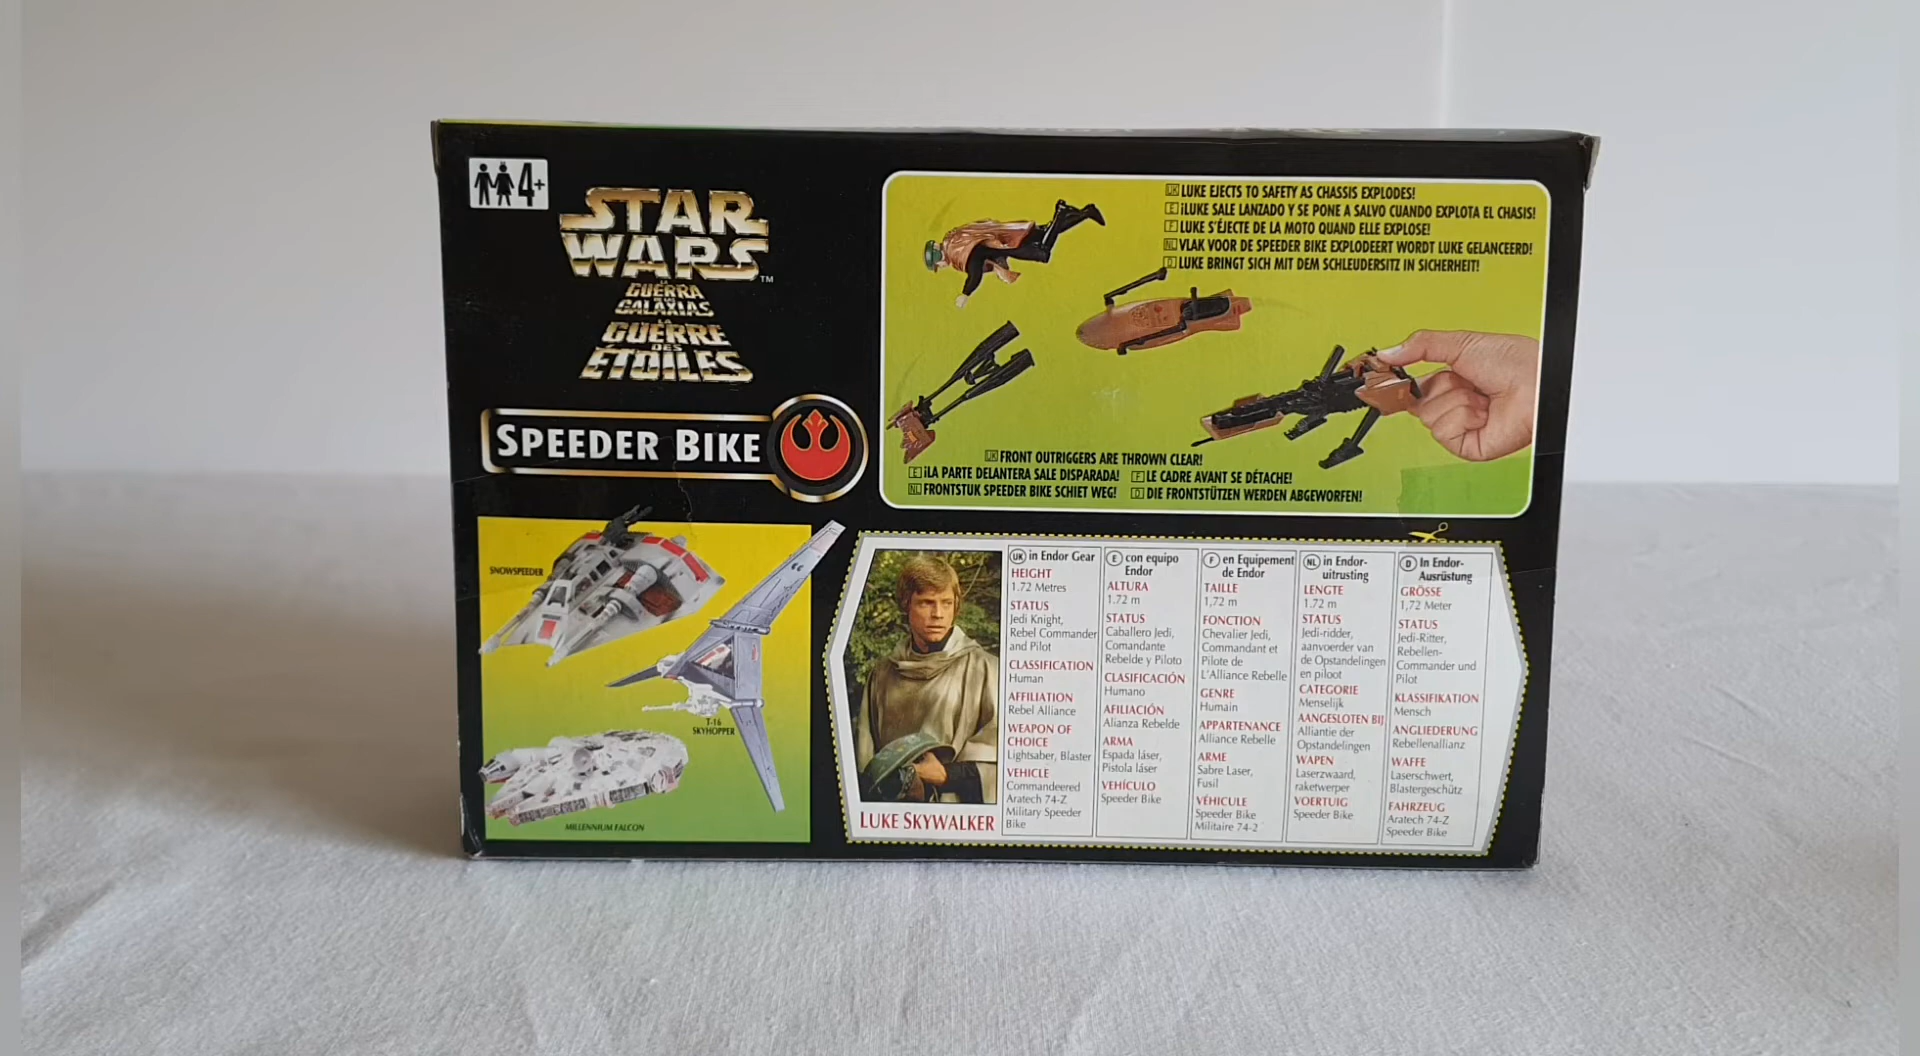 4+
STAR
WARS
TM
LA
GUERRA
DE LAS
GALAXIAS
LA
GUERRE
DES
ÉTOILES
SPEEDER BIKE
UK LUKE EJECTS TO SAFETY AS CHASSIS EXPLODES!
E ¡LUKE SALE LANZADO Y SE PONE A SALVO CUANDO EXPLOTA EL CHASIS!
F LUKE S'ÉJECTE DE LA MOTO QUAND ELLE EXPLOSE!
NL VLAK VOOR DE SPEEDER BIKE EXPLODEERT WORDT LUKE GELANCEERD!
D LUKE BRINGT SICH MIT DEM SCHLEUDERSITZ IN SICHERHEIT!
UK FRONT OUTRIGGERS ARE THROWN CLEAR!
E ¡LA PARTE DELANTERA SALE DISPARADA! F LE CADRE AVANT SE DÉTACHE!
NL FRONTSTUK SPEEDER BIKE SCHIET WEG! D DIE FRONTSTÜTZEN WERDEN ABGEWORFEN!
SNOWSPEEDER
T-16
SKYHOPPER
MILLENNIUM FALCON
LUKE SKYWALKER
UK in Endor Gear
HEIGHT
1.72 Metres
STATUS
Jedi Knight,
Rebel Commander
and Pilot
CLASSIFICATION
Human
AFFILIATION
Rebel Alliance
WEAPON OF
CHOICE
Lightsaber, Blaster
VEHICLE
Commandeered
Aratech 74-Z
Military Speeder
Bike
E con equipo
Endor
ALTURA
1.72 m
STATUS
Caballero Jedi,
Comandante
Rebelde y Piloto
CLASIFICACIÓN
Humano
AFILIACIÓN
Alianza Rebelde
ARMA
Espada láser,
Pistola láser
VEHÍCULO
Speeder Bike
F en Equipement
de Endor
TAILLE
1,72 m
FONCTION
Chevalier Jedi,
Commandant et
Pilote de
L'Alliance Rebelle
GENRE
Humain
APPARTENANCE
Alliance Rebelle
ARME
Sabre Laser,
Fusil
VÉHICULE
Speeder Bike
Militaire 74-2
NL in Endor-
uitrusting
LENGTE
1.72 m
STATUS
Jedi-ridder,
aanvoerder van
de Opstandelingen
en piloot
CATEGORIE
Menselijk
AANGESLOTEN BIJ
Alliantie der
Opstandelingen
WAPEN
Laserzwaard,
raketwerper
VOERTUIG
Speeder Bike
D In Endor-
Ausrüstung
GRÖSSE
1,72 Meter
STATUS
Jedi-Ritter,
Rebellen-
Commander und
Pilot
KLASSIFIKATION
Mensch
ANGLIEDERUNG
Rebellenallianz
WAFFE
Laserschwert,
Blastergeschütz
FAHRZEUG
Aratech 74-Z
Speeder Bike